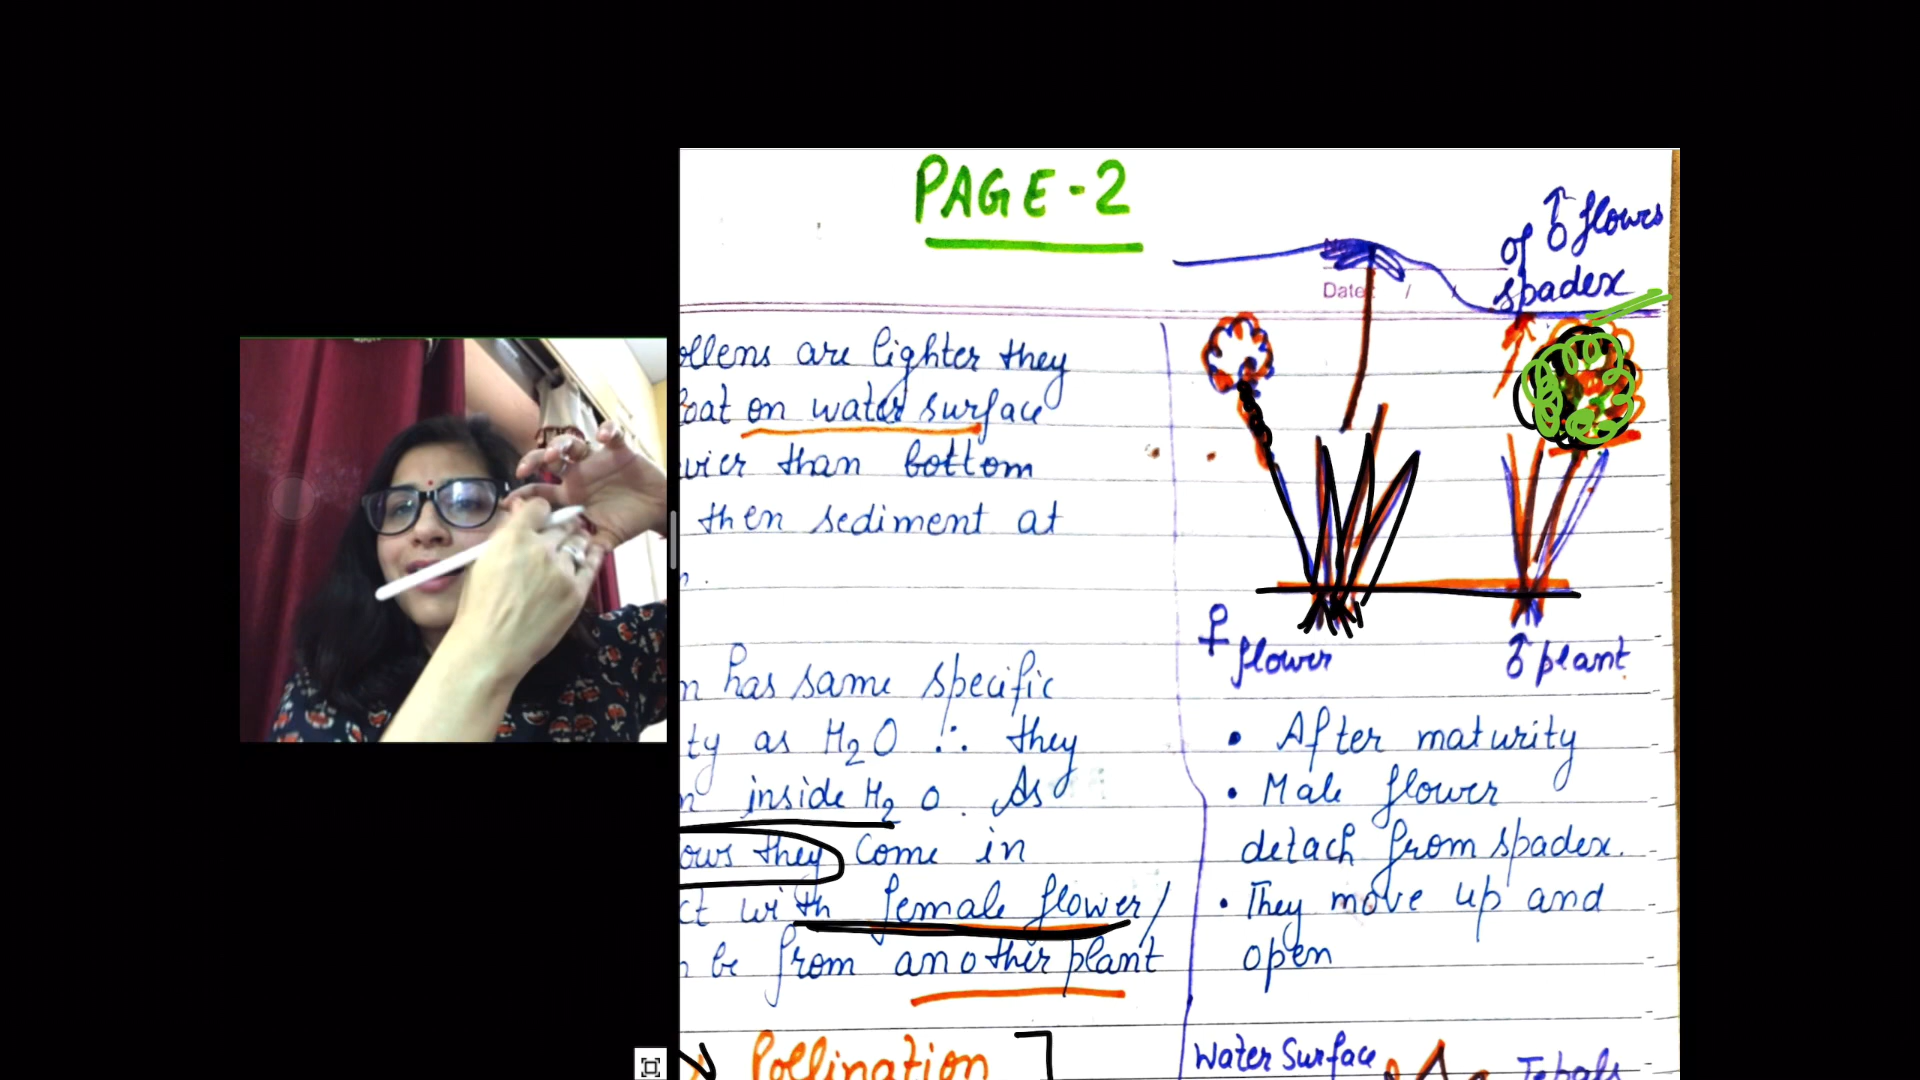 PAGE-2
of ♂ flowrs
spadex
Date / /
ollens are lighter they
oat on water surface
vier than bottom
then sediment at
n has same specific
ty as H2O ∴ they
n inside H2O. As
ows they come in
ct with female flower/
be from another plant
Pollination
♀ flower
♂ plant
• After maturity
• Male flower
detach from spadex.
• They move up and
open
Water Surface
Tepals